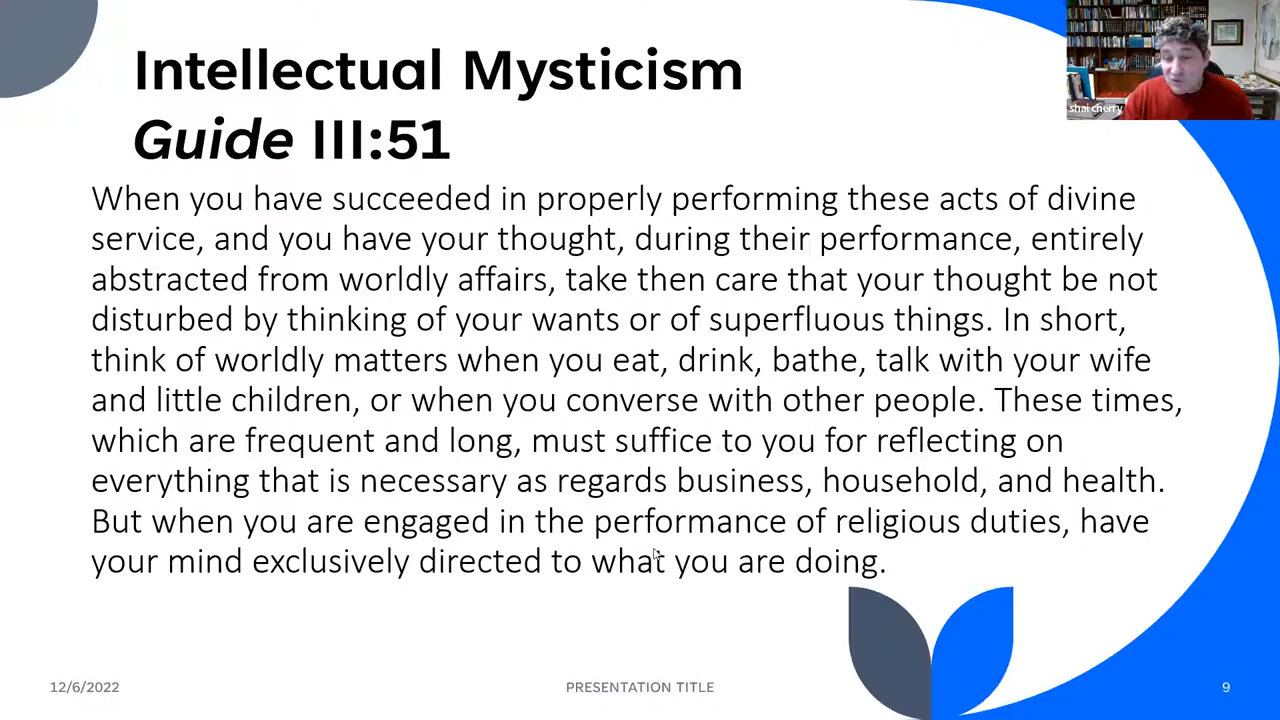 Intellectual Mysticism
Guide III:51
shai cherry
When you have succeeded in properly performing these acts of divine
service, and you have your thought, during their performance, entirely
abstracted from worldly affairs, take then care that your thought be not
disturbed by thinking of your wants or of superfluous things. In short,
think of worldly matters when you eat, drink, bathe, talk with your wife
and little children, or when you converse with other people. These times,
which are frequent and long, must suffice to you for reflecting on
everything that is necessary as regards business, household, and health.
But when you are engaged in the performance of religious duties, have
your mind exclusively directed to what you are doing.
12/6/2022
PRESENTATION TITLE
9